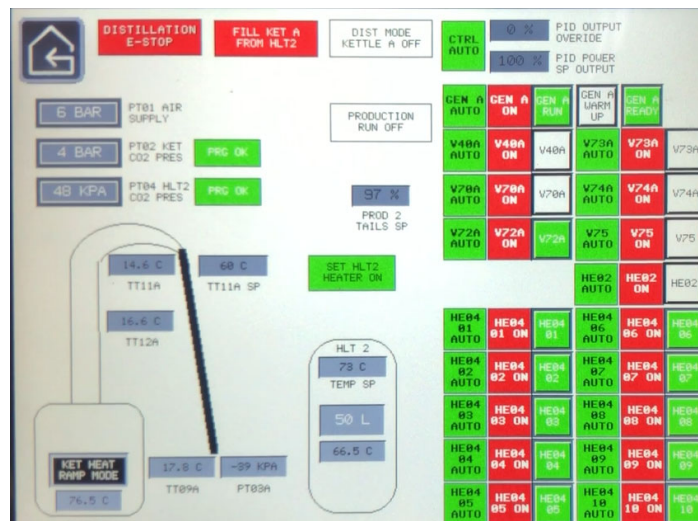 DISTILLATION
E-STOP
FILL KET A
FROM HLT2
DIST MODE
KETTLE A OFF
CTRL
AUTO
0 %
PID OUTPUT
OVERIDE
100 %
PID POWER
SP OUTPUT
6 BAR
PT01 AIR
SUPPLY
PRODUCTION
RUN OFF
GEN A
AUTO
GEN A
ON
GEN A
RUN
GEN A
WARM
UP
GEN A
READY
4 BAR
PT02 KET
CO2 PRES
PRG OK
V40A
AUTO
V40A
ON
V40A
V73A
AUTO
V73A
ON
V73A
48 KPA
PT04 HLT2
CO2 PRES
PRG OK
97 %
PROD 2
TAILS SP
V70A
AUTO
V70A
ON
V70A
V74A
AUTO
V74A
ON
V74A
V72A
AUTO
V72A
ON
V72A
V75
AUTO
V75
ON
V75
14.6 C
TT11A
60 C
TT11A SP
SET HLT2
HEATER ON
HE02
AUTO
HE02
ON
HE02
16.6 C
TT12A
HE04
01
AUTO
HE04
01 ON
HE04
01
HE04
06
AUTO
HE04
06 ON
HE04
06
HLT 2
73 C
TEMP SP
50 L
66.5 C
HE04
02
AUTO
HE04
02 ON
HE04
02
HE04
07
AUTO
HE04
07 ON
HE04
07
HE04
03
AUTO
HE04
03 ON
HE04
03
HE04
08
AUTO
HE04
08 ON
HE04
08
KET HEAT
RAMP MODE
76.5 C
17.8 C
TT09A
-39 KPA
PT03A
HE04
04
AUTO
HE04
04 ON
HE04
04
HE04
09
AUTO
HE04
09 ON
HE04
09
HE04
05
AUTO
HE04
05 ON
HE04
05
HE04
10
AUTO
HE04
10 ON
HE04
10